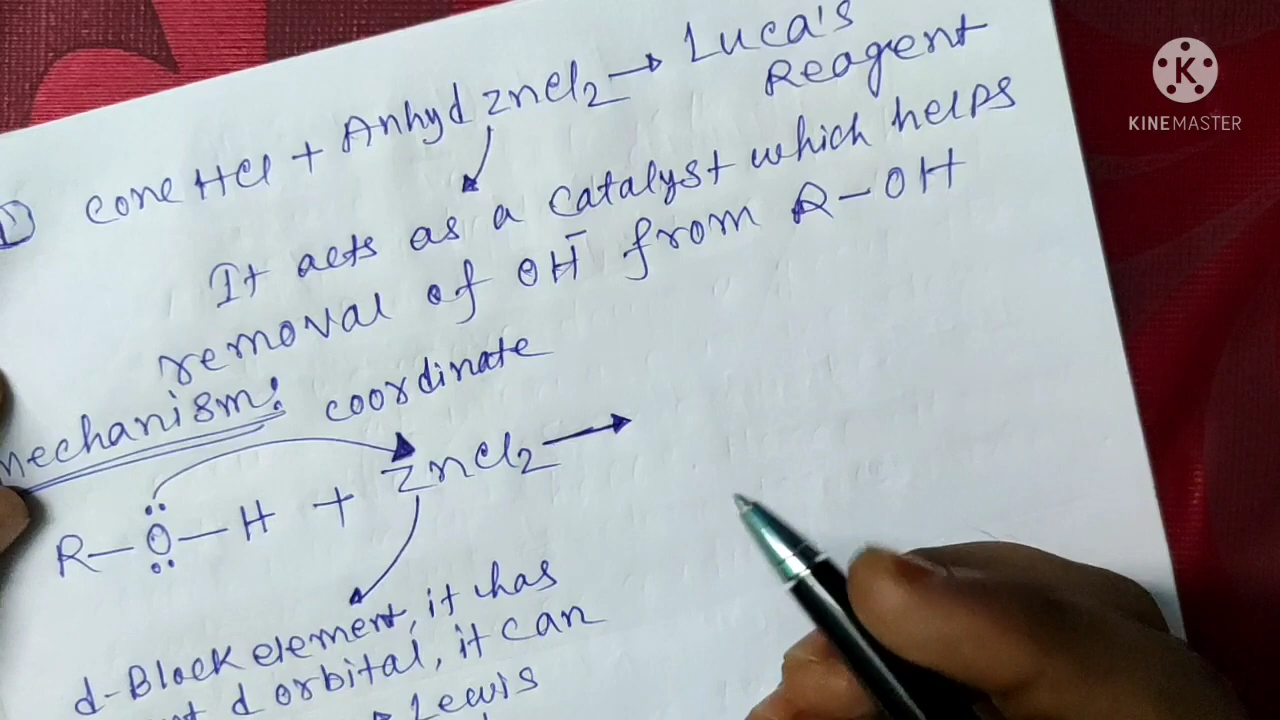 1) conc HCl + Anhyd ZnCl2 → Luca's
Reagent
It acts as a catalyst which helps
removal of OH⁻ from R-OH
mechanism: coordinate
R-O-H + ZnCl2 →
d-Block element, it has
d orbital, it can
Lewis
K
KINEMASTER